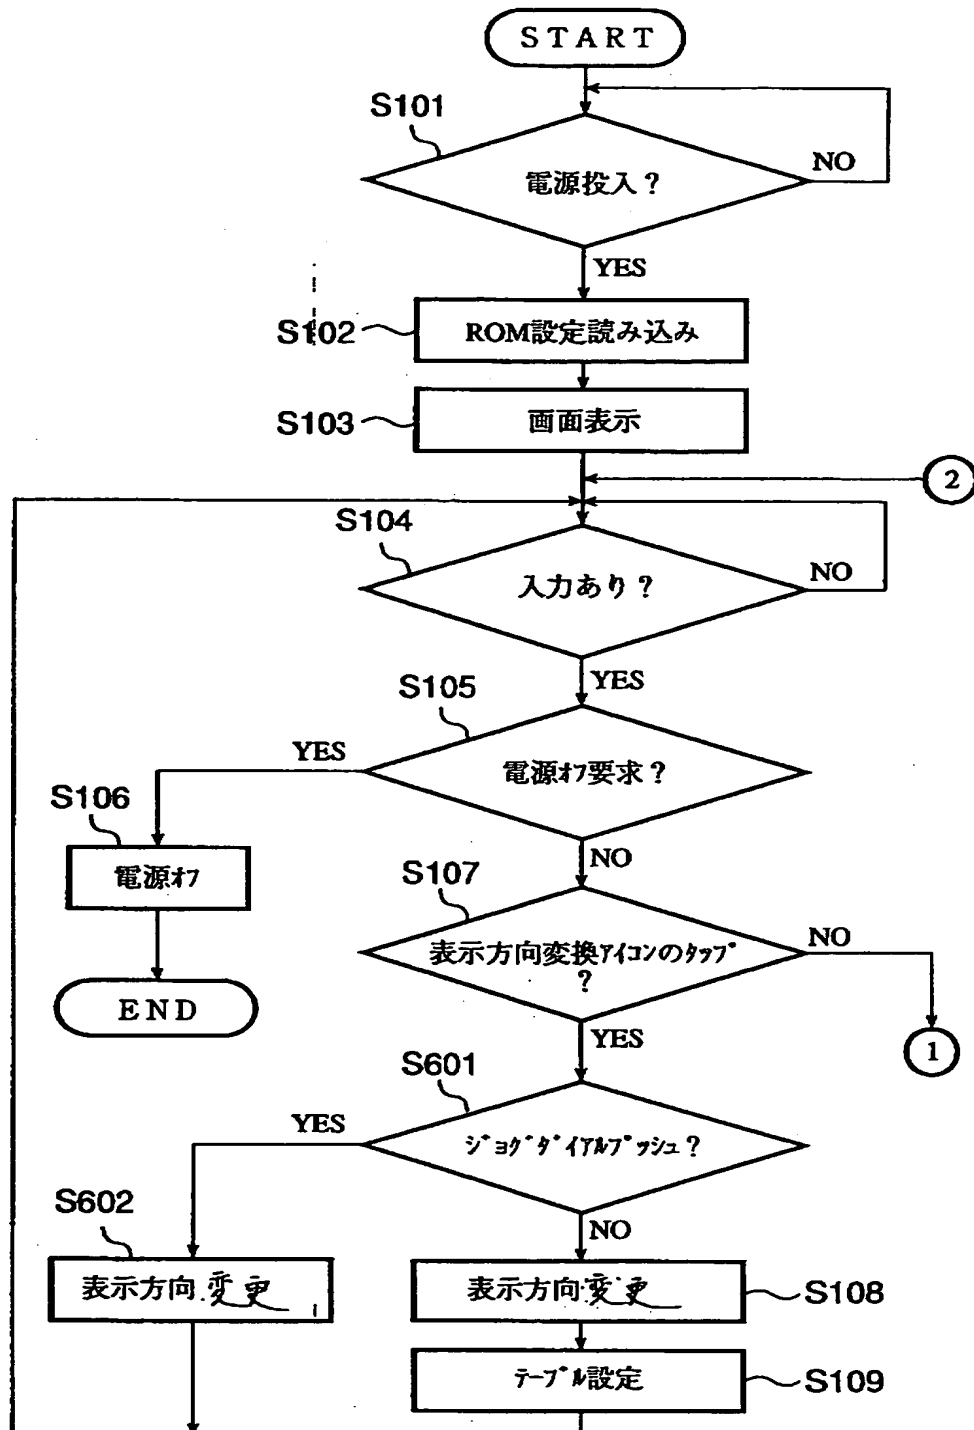 START
S101
電源投入?
NO
YES
S102
ROM設定読み込み
S103
画面表示
2
S104
入力あり?
NO
YES
S105
電源ｵﾌ要求?
YES
S106
電源ｵﾌ
NO
S107
表示方向変換ｱｲｺﾝのﾀｯﾌﾟ
?
NO
END
YES
1
S601
ｼﾞｮｸﾞﾀﾞｲｱﾙﾌﾟｯｼｭ?
YES
S602
NO
表示方向変更
表示方向変更
S108
ﾃｰﾌﾞﾙ設定
S109